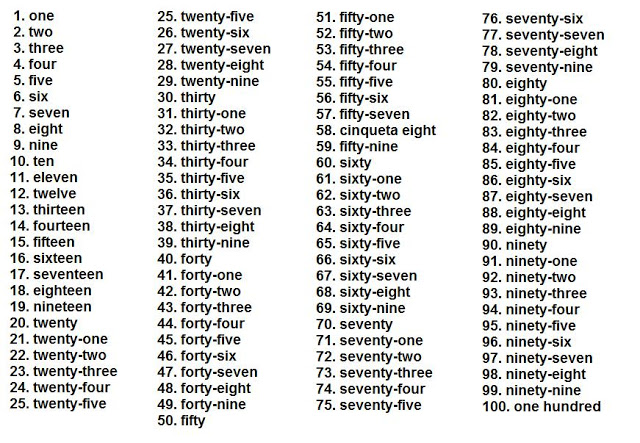 1. one
2. two
3. three
4. four
5. five
6. six
7. seven
8. eight
9. nine
10. ten
11. eleven
12. twelve
13. thirteen
14. fourteen
15. fifteen
16. sixteen
17. seventeen
18. eighteen
19. nineteen
20. twenty
21. twenty-one
22. twenty-two
23. twenty-three
24. twenty-four
25. twenty-five
25. twenty-five
26. twenty-six
27. twenty-seven
28. twenty-eight
29. twenty-nine
30. thirty
31. thirty-one
32. thirty-two
33. thirty-three
34. thirty-four
35. thirty-five
36. thirty-six
37. thirty-seven
38. thirty-eight
39. thirty-nine
40. forty
41. forty-one
42. forty-two
43. forty-three
44. forty-four
45. forty-five
46. forty-six
47. forty-seven
48. forty-eight
49. forty-nine
50. fifty
51. fifty-one
52. fifty-two
53. fifty-three
54. fifty-four
55. fifty-five
56. fifty-six
57. fifty-seven
58. cinqueta eight
59. fifty-nine
60. sixty
61. sixty-one
62. sixty-two
63. sixty-three
64. sixty-four
65. sixty-five
66. sixty-six
67. sixty-seven
68. sixty-eight
69. sixty-nine
70. seventy
71. seventy-one
72. seventy-two
73. seventy-three
74. seventy-four
75. seventy-five
76. seventy-six
77. seventy-seven
78. seventy-eight
79. seventy-nine
80. eighty
81. eighty-one
82. eighty-two
83. eighty-three
84. eighty-four
85. eighty-five
86. eighty-six
87. eighty-seven
88. eighty-eight
89. eighty-nine
90. ninety
91. ninety-one
92. ninety-two
93. ninety-three
94. ninety-four
95. ninety-five
96. ninety-six
97. ninety-seven
98. ninety-eight
99. ninety-nine
100. one hundred